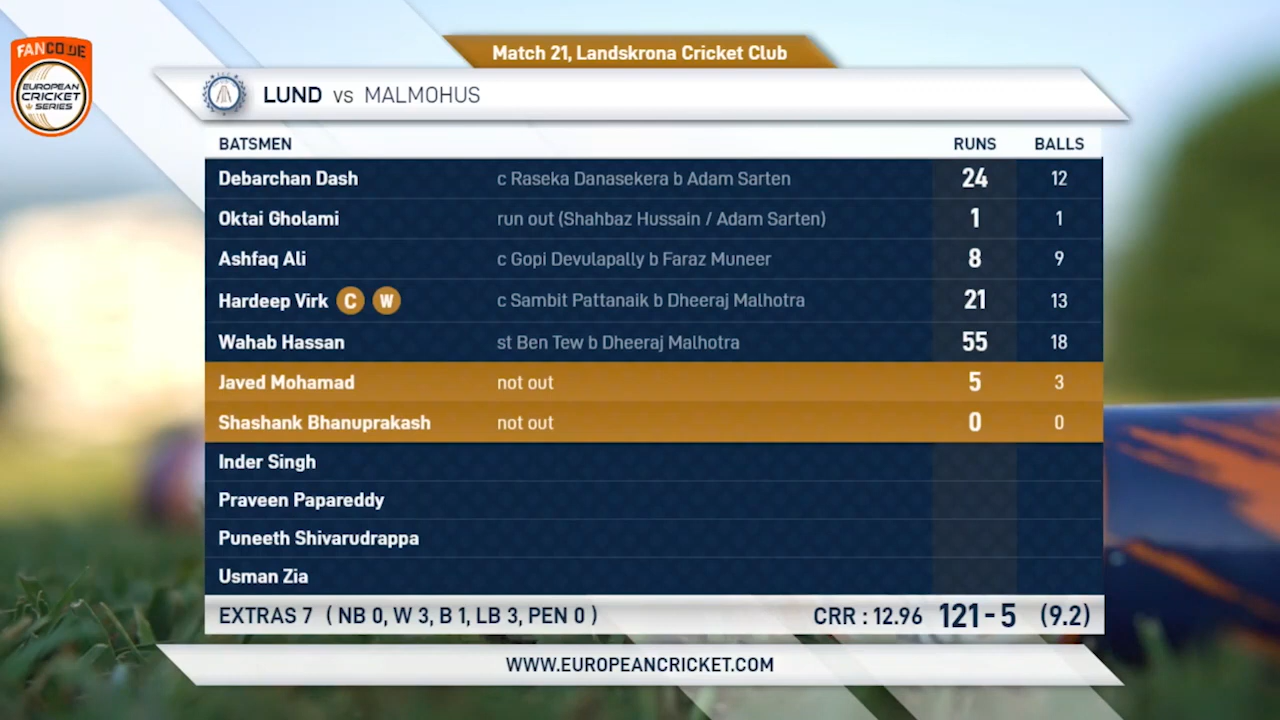 FANCODE
EUROPEAN
CRICKET
SERIES
Match 21, Landskrona Cricket Club
LUND vs MALMOHUS
BATSMEN RUNS BALLS
Debarchan Dash c Raseka Danasekera b Adam Sarten 24 12
Oktai Gholami run out (Shahbaz Hussain / Adam Sarten) 1 1
Ashfaq Ali c Gopi Devulapally b Faraz Muneer 8 9
Hardeep Virk C W c Sambit Pattanaik b Dheeraj Malhotra 21 13
Wahab Hassan st Ben Tew b Dheeraj Malhotra 55 18
Javed Mohamad not out 5 3
Shashank Bhanuprakash not out 0 0
Inder Singh
Praveen Papareddy
Puneeth Shivarudrappa
Usman Zia
EXTRAS 7 ( NB 0, W 3, B 1, LB 3, PEN 0 ) CRR : 12.96 121-5 (9.2)
WWW.EUROPEANCRICKET.COM